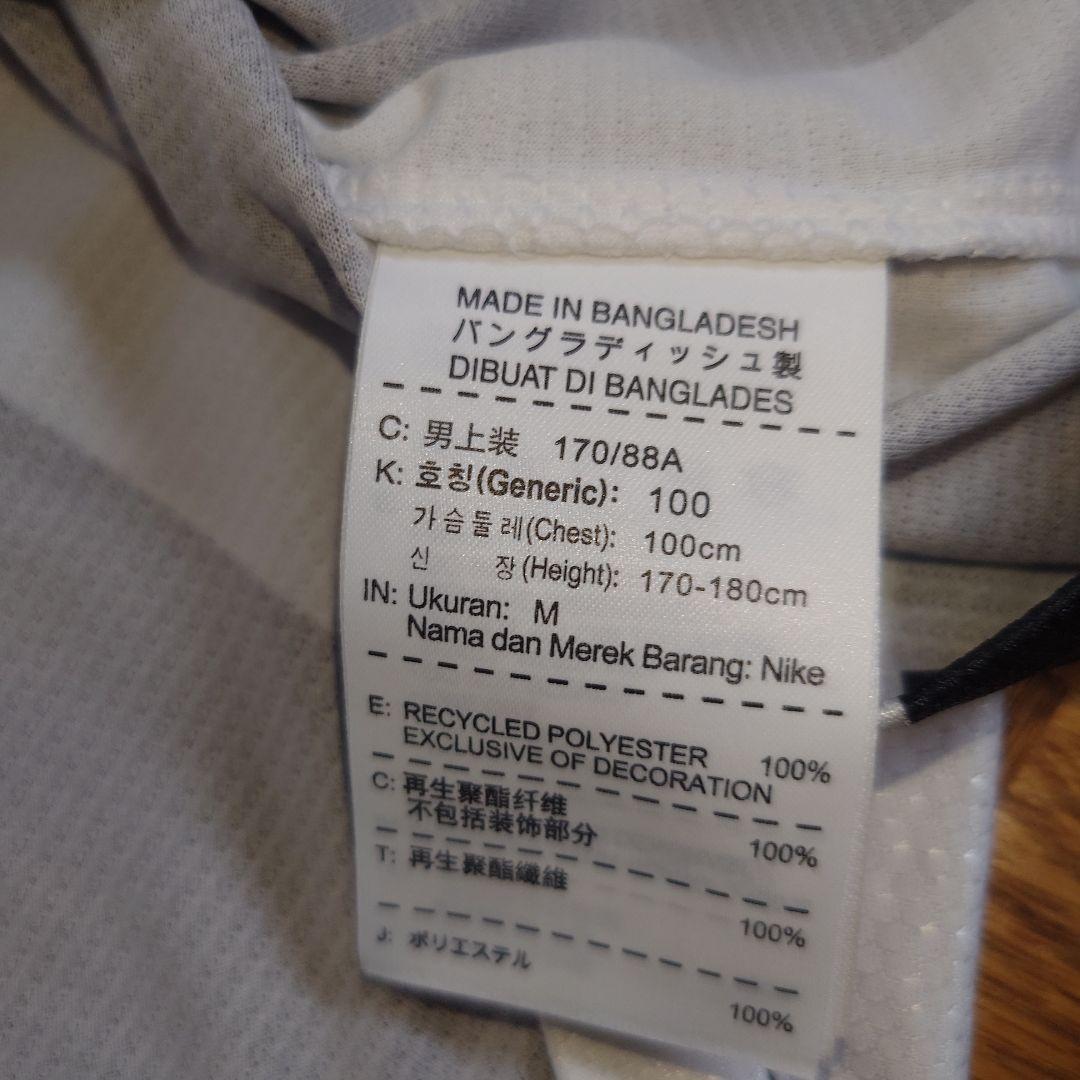 MADE IN BANGLADESH
バングラディッシュ製
DIBUAT DI BANGLADES
C: 男上装 170/88A
K: 호칭(Generic): 100
가슴둘레(Chest): 100cm
신 장(Height): 170-180cm
IN: Ukuran: M
Nama dan Merek Barang: Nike
E: RECYCLED POLYESTER 100%
EXCLUSIVE OF DECORATION
C: 再生聚酯纤维 100%
不包括装饰部分
T: 再生聚酯纖維 100%
J: ポリエステル 100%